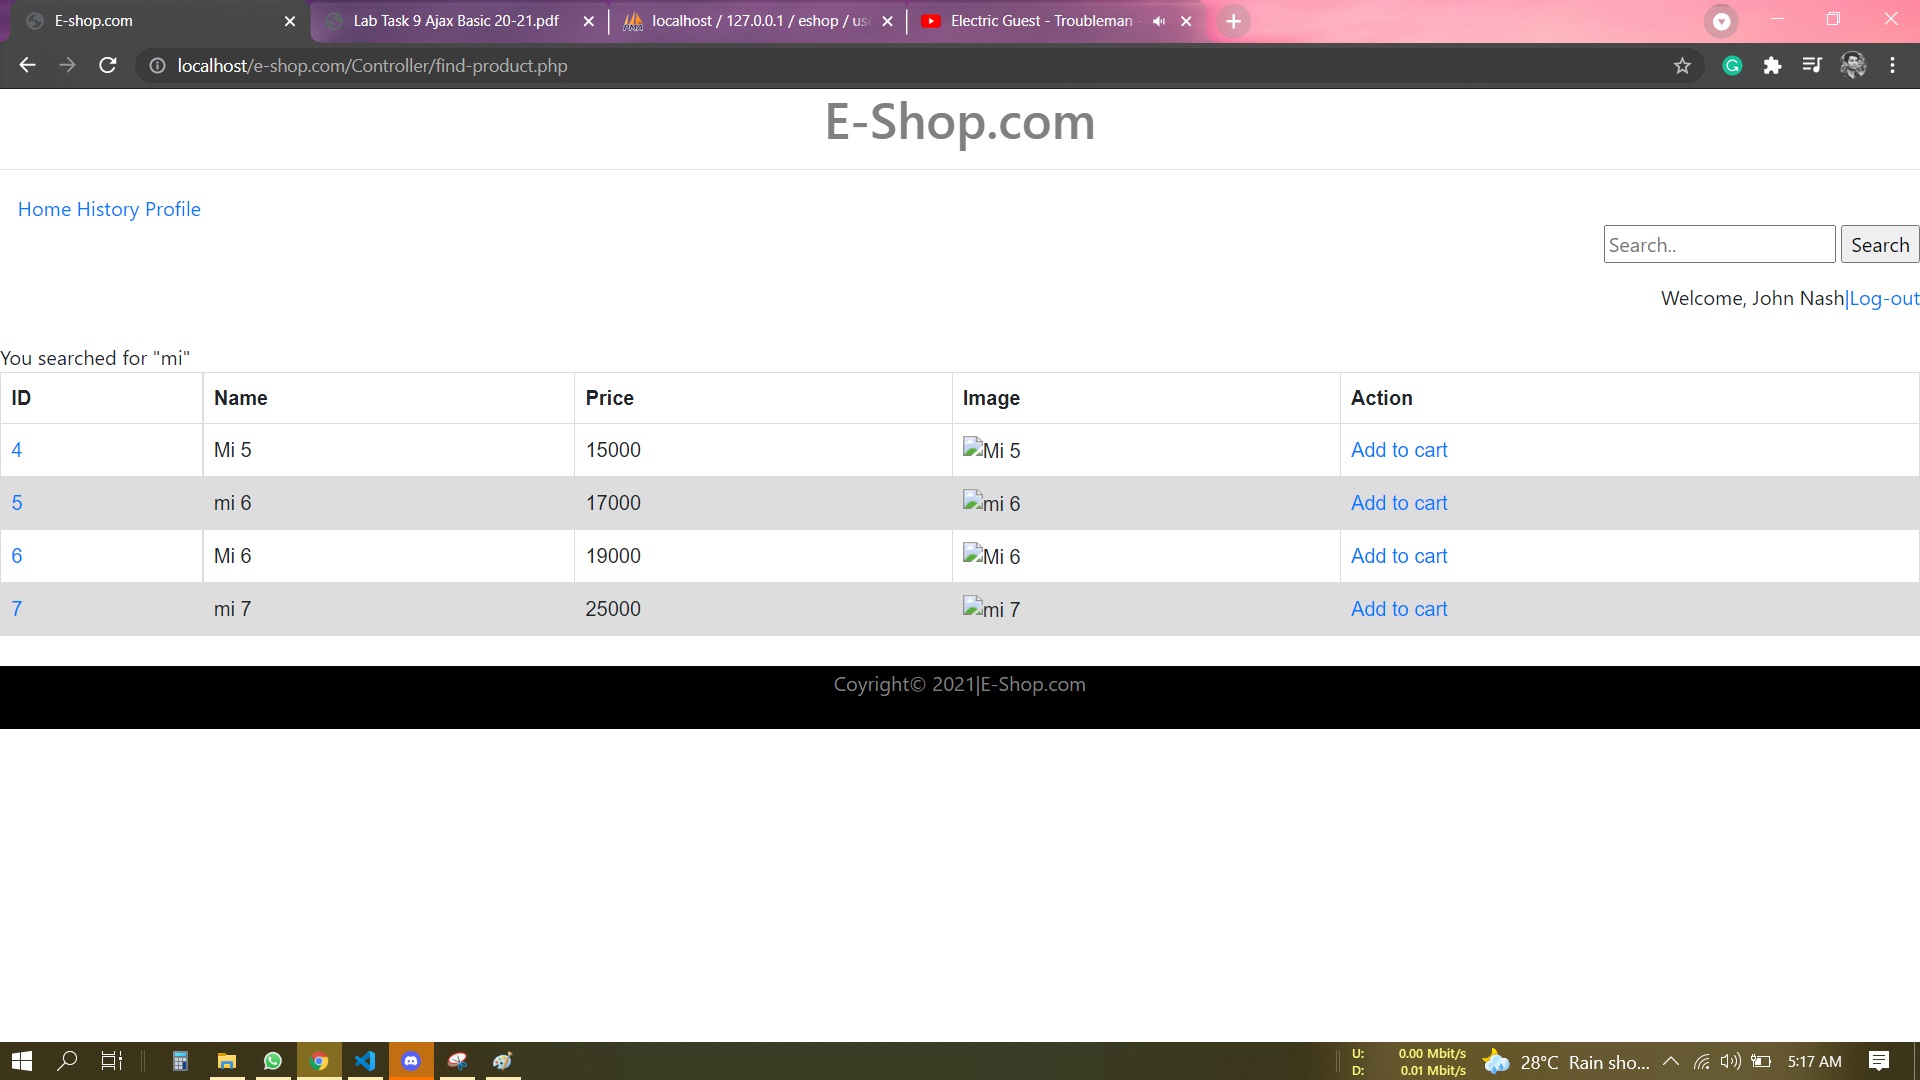 E-shop.com
Lab Task 9 Ajax Basic 20-21.pdf
localhost / 127.0.0.1 / eshop / use
Electric Guest - Troubleman -
localhost/e-shop.com/Controller/find-product.php
E-Shop.com
Home History Profile
Search..
Search
Welcome, John Nash|Log-out
You searched for "mi"
ID Name Price Image Action
4 Mi 5 15000 Mi 5 Add to cart
5 mi 6 17000 mi 6 Add to cart
6 Mi 6 19000 Mi 6 Add to cart
7 mi 7 25000 mi 7 Add to cart
Coyright© 2021|E-Shop.com
U: 0.00 Mbit/s
D: 0.01 Mbit/s
28°C Rain sho...
5:17 AM